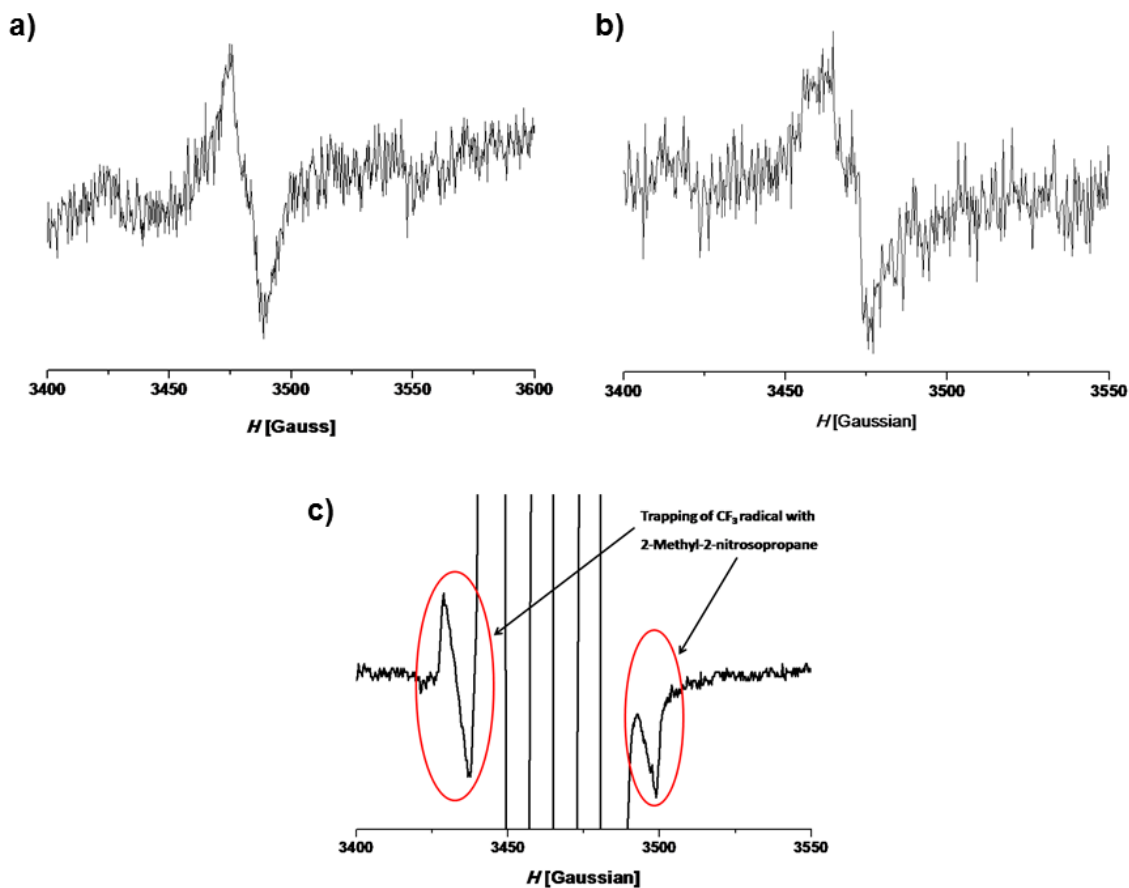 a)
3400 3450 3500 3550 3600
H [Gauss]
b)
3400 3450 3500 3550
H [Gaussian]
c)
Trapping of CF3 radical with
2-Methyl-2-nitrosopropane
3400 3450 3500 3550
H [Gaussian]